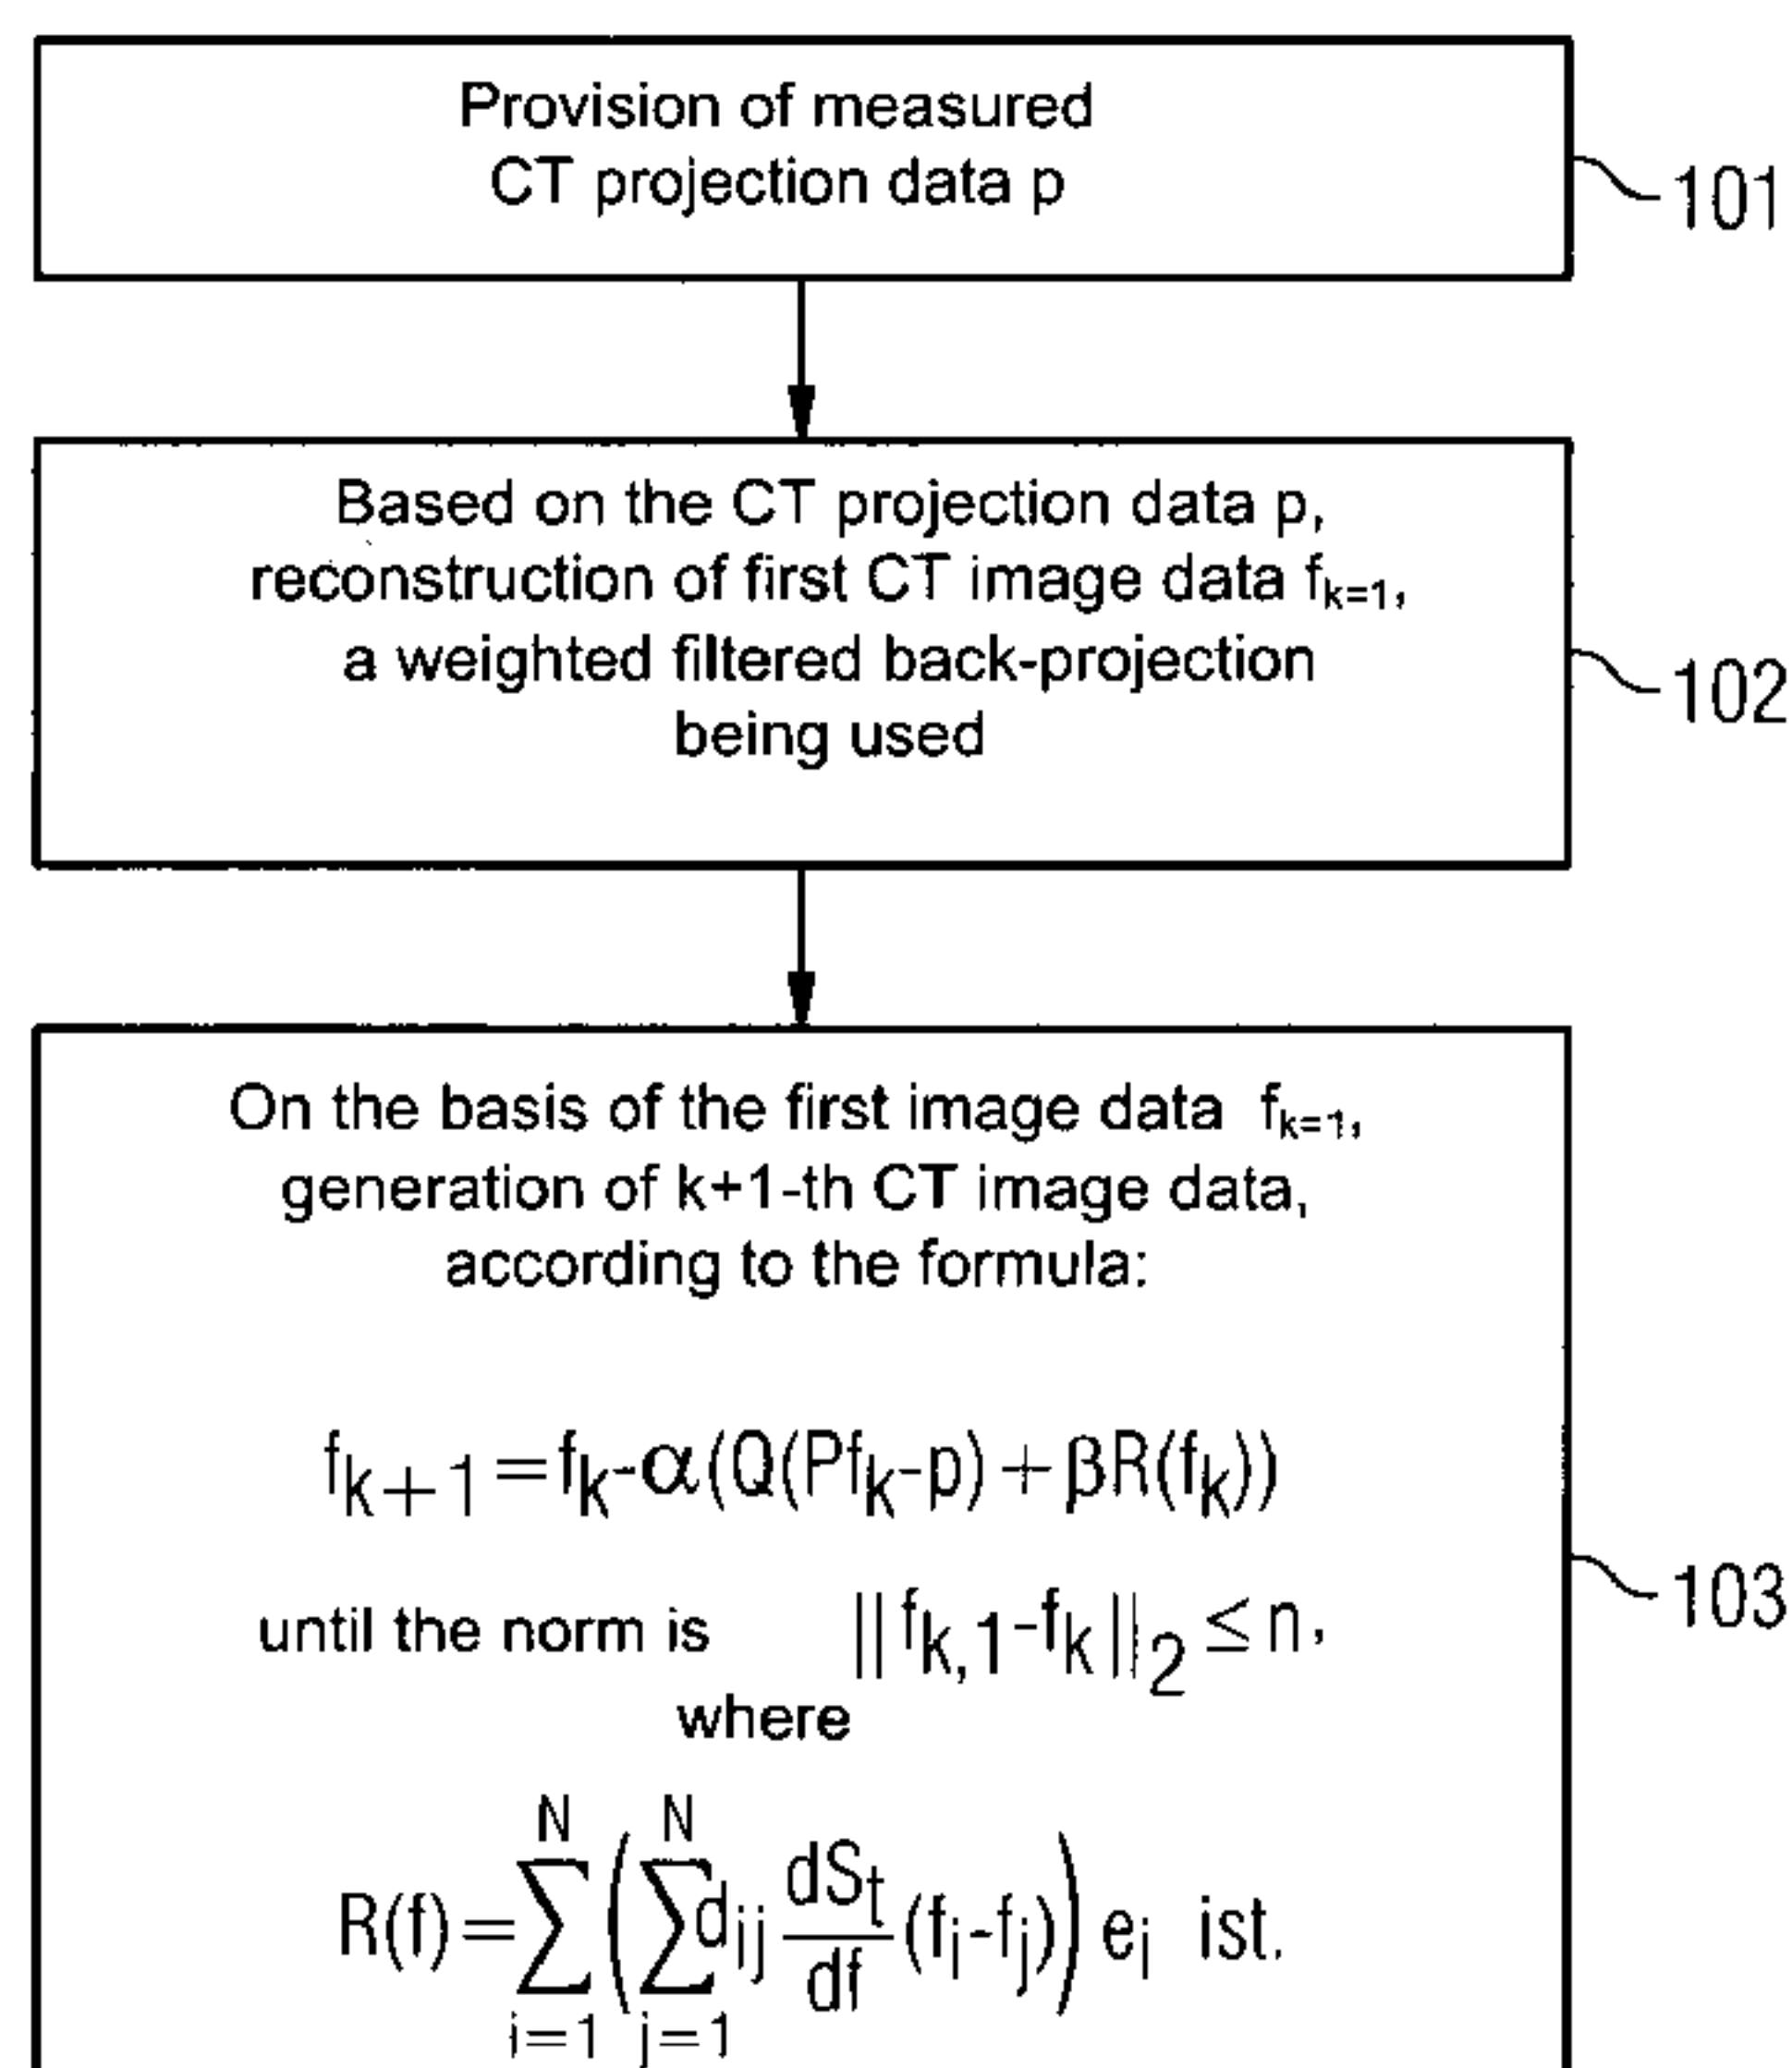 Provision of measured
CT projection data p
101
Based on the CT projection data p,
reconstruction of first CT image data f_{k=1},
a weighted filtered back-projection
being used
102
On the basis of the first image data f_{k=1},
generation of k+1-th CT image data,
according to the formula:
f_{k+1}=f_k-α(Q(Pf_k-p)+βR(f_k))
until the norm is ||f_{k,1}-f_k||_2 ≤ n,
where
103
R(f)=∑_{i=1}^{N}(∑_{j=1}^{N}d_{ij} dS_t/df (f_i-f_j)) e_i ist.